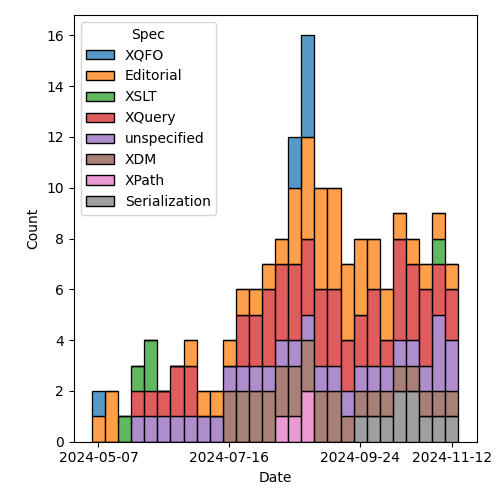 Spec
XQFO
Editorial
XSLT
XQuery
unspecified
XDM
XPath
Serialization
16
14
12
10
8
6
4
2
0
Count
2024-05-07 2024-07-16 2024-09-24 2024-11-12
Date